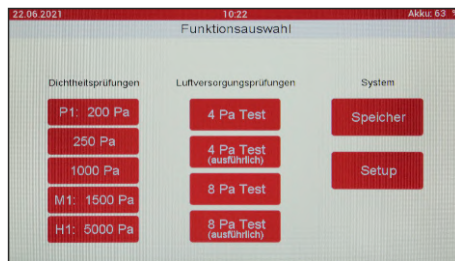 22.06.2021 10:22 Akku: 63 %
Funktionsauswahl
Dichtheitsprüfungen Luftversorgungsprüfungen System
P1: 200 Pa
250 Pa
1000 Pa
M1: 1500 Pa
H1: 5000 Pa
4 Pa Test
4 Pa Test
(ausführlich)
8 Pa Test
8 Pa Test
(ausführlich)
Speicher
Setup